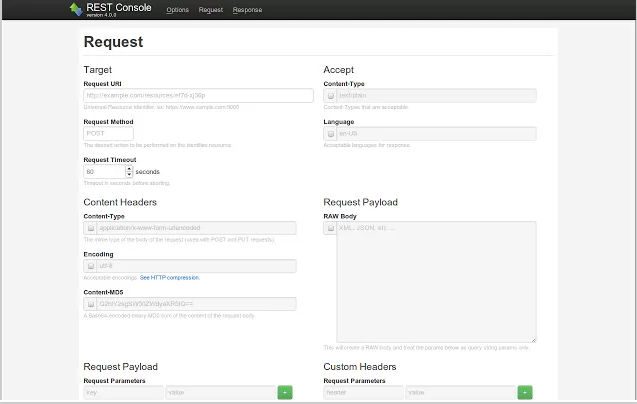 REST Console
version 4.0.0
Options Request Response
Request
Target
Request URI
Universal Resource Identifier. ex: https://www.sample.com:9000
Request Method
POST
The desired action to be performed on the identified resource.
Request Timeout
60 seconds
Timeout in seconds before aborting.
Accept
Content-Type
text/plain
Content-Types that are acceptable.
Language
en-US
Acceptable languages for response.
Content Headers
Content-Type
application/x-www-form-urlencoded
The mime type of the body of the request (used with POST and PUT requests).
Encoding
utf-8
Acceptable encodings. See HTTP compression.
Content-MD5
A Base64-encoded binary MD5 sum of the content of the request body
Request Payload
RAW Body
XML, JSON, etc ...
This will create a RAW body and treat the params below as query string params only.
Request Payload
Request Parameters
key value +
Custom Headers
Request Parameters
header value +